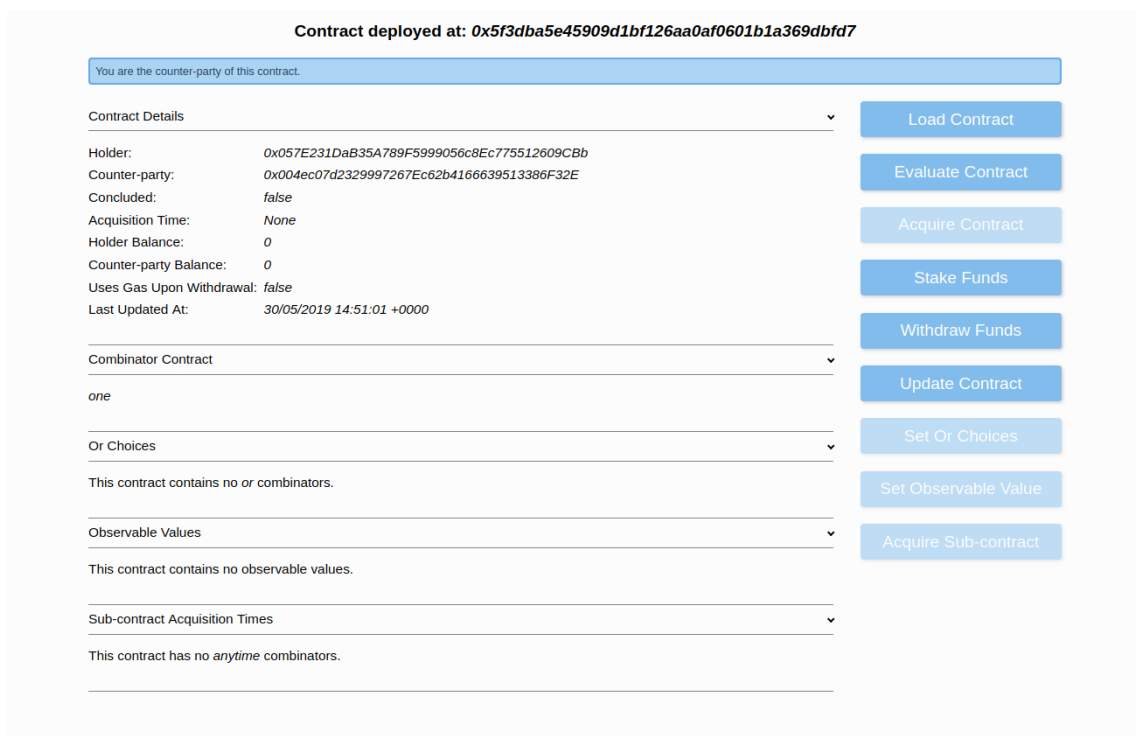 Contract deployed at: 0x5f3dba5e45909d1bf126aa0af0601b1a369dbfd7
You are the counter-party of this contract.
Contract Details
Holder: 0x057E231DaB35A789F5999056c8Ec775512609CBb
Counter-party: 0x004ec07d2329997267Ec62b4166639513386F32E
Concluded: false
Acquisition Time: None
Holder Balance: 0
Counter-party Balance: 0
Uses Gas Upon Withdrawal: false
Last Updated At: 30/05/2019 14:51:01 +0000
Combinator Contract
one
Or Choices
This contract contains no or combinators.
Observable Values
This contract contains no observable values.
Sub-contract Acquisition Times
This contract has no anytime combinators.
Load Contract
Evaluate Contract
Acquire Contract
Stake Funds
Withdraw Funds
Update Contract
Set Or Choices
Set Observable Value
Acquire Sub-contract